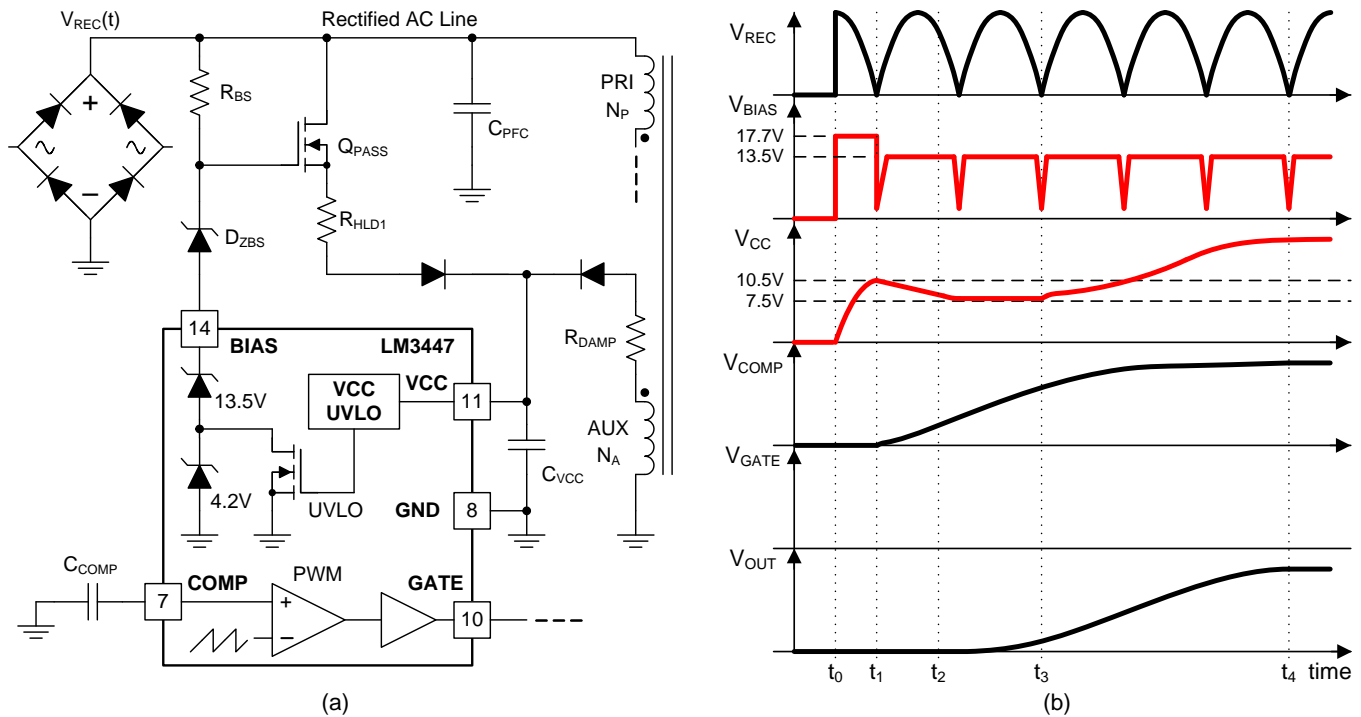 V_REC(t)
Rectified AC Line
R_BS
+
−
Q_PASS
C_PFC
PRI
N_P
R_HLD1
D_ZBS
R_DAMP
14
BIAS
LM3447
VCC
UVLO
VCC
11
13.5V
4.2V
UVLO
C_VCC
AUX
N_A
GND
8
C_COMP
COMP
7
PWM
+
−
GATE
10
(a)
V_REC
V_BIAS
17.7V
13.5V
V_CC
10.5V
7.5V
V_COMP
V_GATE
V_OUT
t_0
t_1
t_2
t_3
t_4
time
(b)